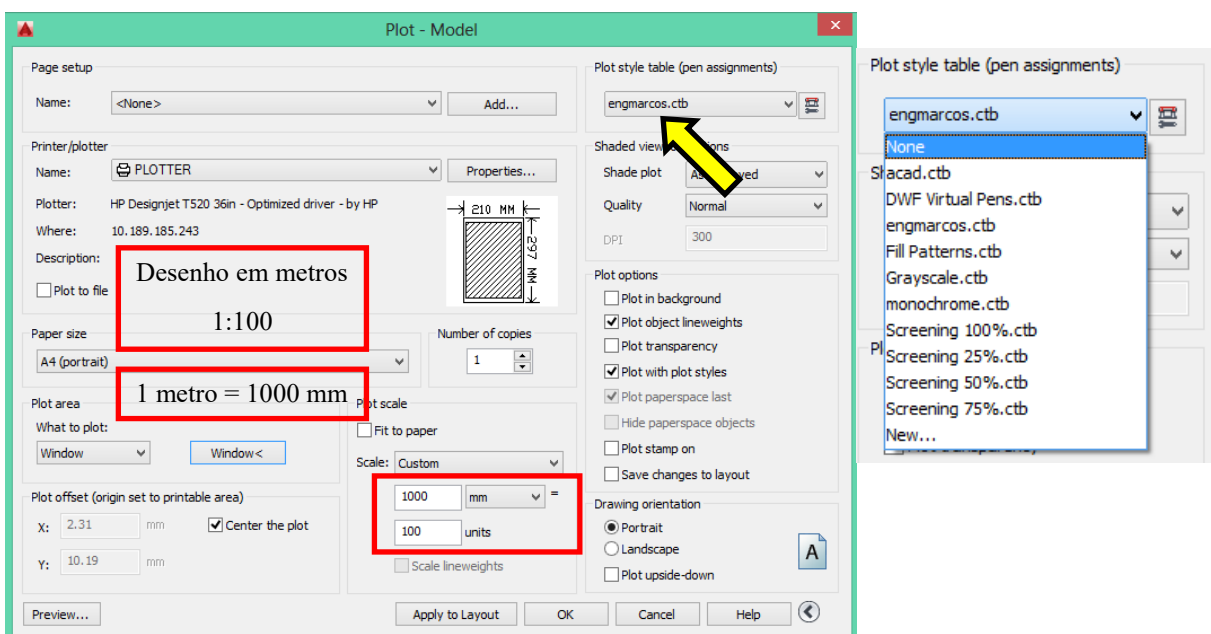 Plot - Model
Page setup
Name: <None> Add...
Printer/plotter
Name: PLOTTER Properties...
Plotter: HP Designjet T520 36in - Optimized driver - by HP
Where: 10.189.185.243
Description:
Plot to file
210 MM
297 MM
Desenho em metros
1:100
1 metro = 1000 mm
Paper size
A4 (portrait)
Number of copies
1
Plot area
What to plot:
Window Window<
Plot scale
Fit to paper
Scale: Custom
1000 mm =
100 units
Scale lineweights
Plot offset (origin set to printable area)
X: 2.31 mm Center the plot
Y: 10.19 mm
Plot style table (pen assignments)
engmarcos.ctb
Shaded
Shade plot
Quality Normal
DPI 300
Plot options
Plot in background
Plot object lineweights
Plot transparency
Plot with plot styles
Plot paperspace last
Hide paperspace objects
Plot stamp on
Save changes to layout
Drawing orientation
Portrait
Landscape
Plot upside-down
A
Preview... Apply to Layout OK Cancel Help
Plot style table (pen assignments)
engmarcos.ctb
None
acad.ctb
DWF Virtual Pens.ctb
engmarcos.ctb
Fill Patterns.ctb
Grayscale.ctb
monochrome.ctb
Screening 100%.ctb
Screening 25%.ctb
Screening 50%.ctb
Screening 75%.ctb
New...